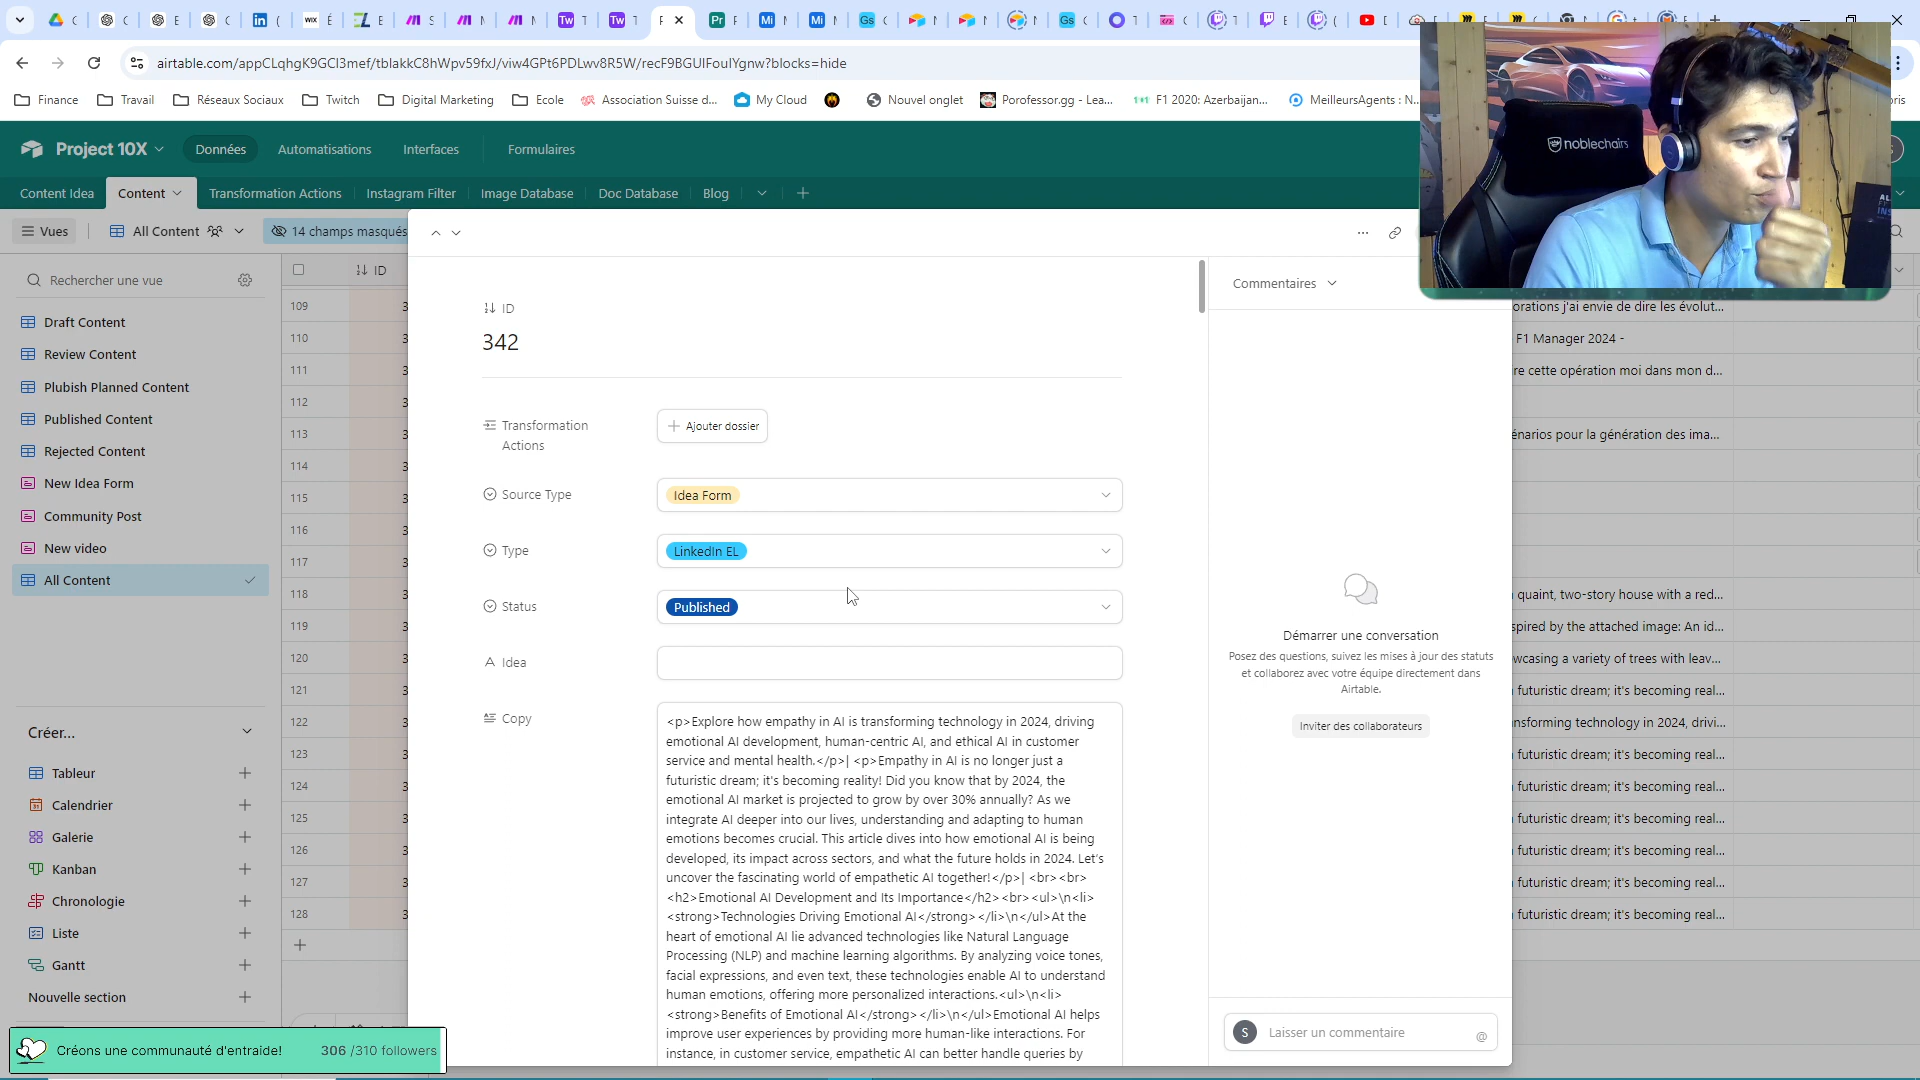 airtable.com/appCLqhgK9GCI3mef/tblakkC8hWpv59fxJ/viw4GPt6PDLwv8R5W/recF9BGUIFoulYgnw?blocks=hide
Finance
Travail
Réseaux Sociaux
Twitch
Digital Marketing
Ecole
Association Suisse d...
My Cloud
Nouvel onglet
Porofessor.gg - Lea...
F1 2020: Azerbaijan...
MeilleursAgents : N...
Project 10X
Données
Automatisations
Interfaces
Formulaires
noblechairs
Content Idea
Content
Transformation Actions
Instagram Filter
Image Database
Doc Database
Blog
Vues
All Content
14 champs masqués
Rechercher une vue
Draft Content
Review Content
Plubish Planned Content
Published Content
Rejected Content
New Idea Form
Community Post
New video
All Content
Créer...
Tableur
Calendrier
Galerie
Kanban
Chronologie
Liste
Gantt
Nouvelle section
Créons une communauté d'entraide!
306 /310 followers
ID
109 3
110 3
111 3
112 3
113 3
114 3
115 3
116 3
117 3
118 3
119 3
120 3
121 3
122 3
123 3
124 3
125 3
126 3
127 3
128 3
ID
342
Transformation
Actions
Ajouter dossier
Source Type
Idea Form
Type
LinkedIn EL
Status
Published
Idea
Copy
<p>Explore how empathy in AI is transforming technology in 2024, driving
emotional AI development, human-centric AI, and ethical AI in customer
service and mental health.</p>| <p>Empathy in AI is no longer just a
futuristic dream; it's becoming reality! Did you know that by 2024, the
emotional AI market is projected to grow by over 30% annually? As we
integrate AI deeper into our lives, understanding and adapting to human
emotions becomes crucial. This article dives into how emotional AI is being
developed, its impact across sectors, and what the future holds in 2024. Let's
uncover the fascinating world of empathetic AI together!</p>| <br><br>
<h2>Emotional AI Development and Its Importance</h2><br><ul>\n<li>
<strong>Technologies Driving Emotional AI</strong></li>\n</ul>At the
heart of emotional AI lie advanced technologies like Natural Language
Processing (NLP) and machine learning algorithms. By analyzing voice tones,
facial expressions, and even text, these technologies enable AI to understand
human emotions, offering more personalized interactions.<ul>\n<li>
<strong>Benefits of Emotional AI</strong></li>\n</ul>Emotional AI helps
improve user experiences by providing more human-like interactions. For
instance, in customer service, empathetic AI can better handle queries by
Commentaires
Démarrer une conversation
Posez des questions, suivez les mises à jour des statuts
et collaborez avec votre équipe directement dans
Airtable.
Inviter des collaborateurs
S
Laisser un commentaire
@
orations j'ai envie de dire les évolut...
F1 Manager 2024 -
re cette opération moi dans mon d...
énarios pour la génération des ima...
quaint, two-story house with a red...
spired by the attached image: An id...
wcasing a variety of trees with leav...
futuristic dream; it's becoming real...
nsforming technology in 2024, drivi...
futuristic dream; it's becoming real...
futuristic dream; it's becoming real...
futuristic dream; it's becoming real...
futuristic dream; it's becoming real...
futuristic dream; it's becoming real...
futuristic dream; it's becoming real...